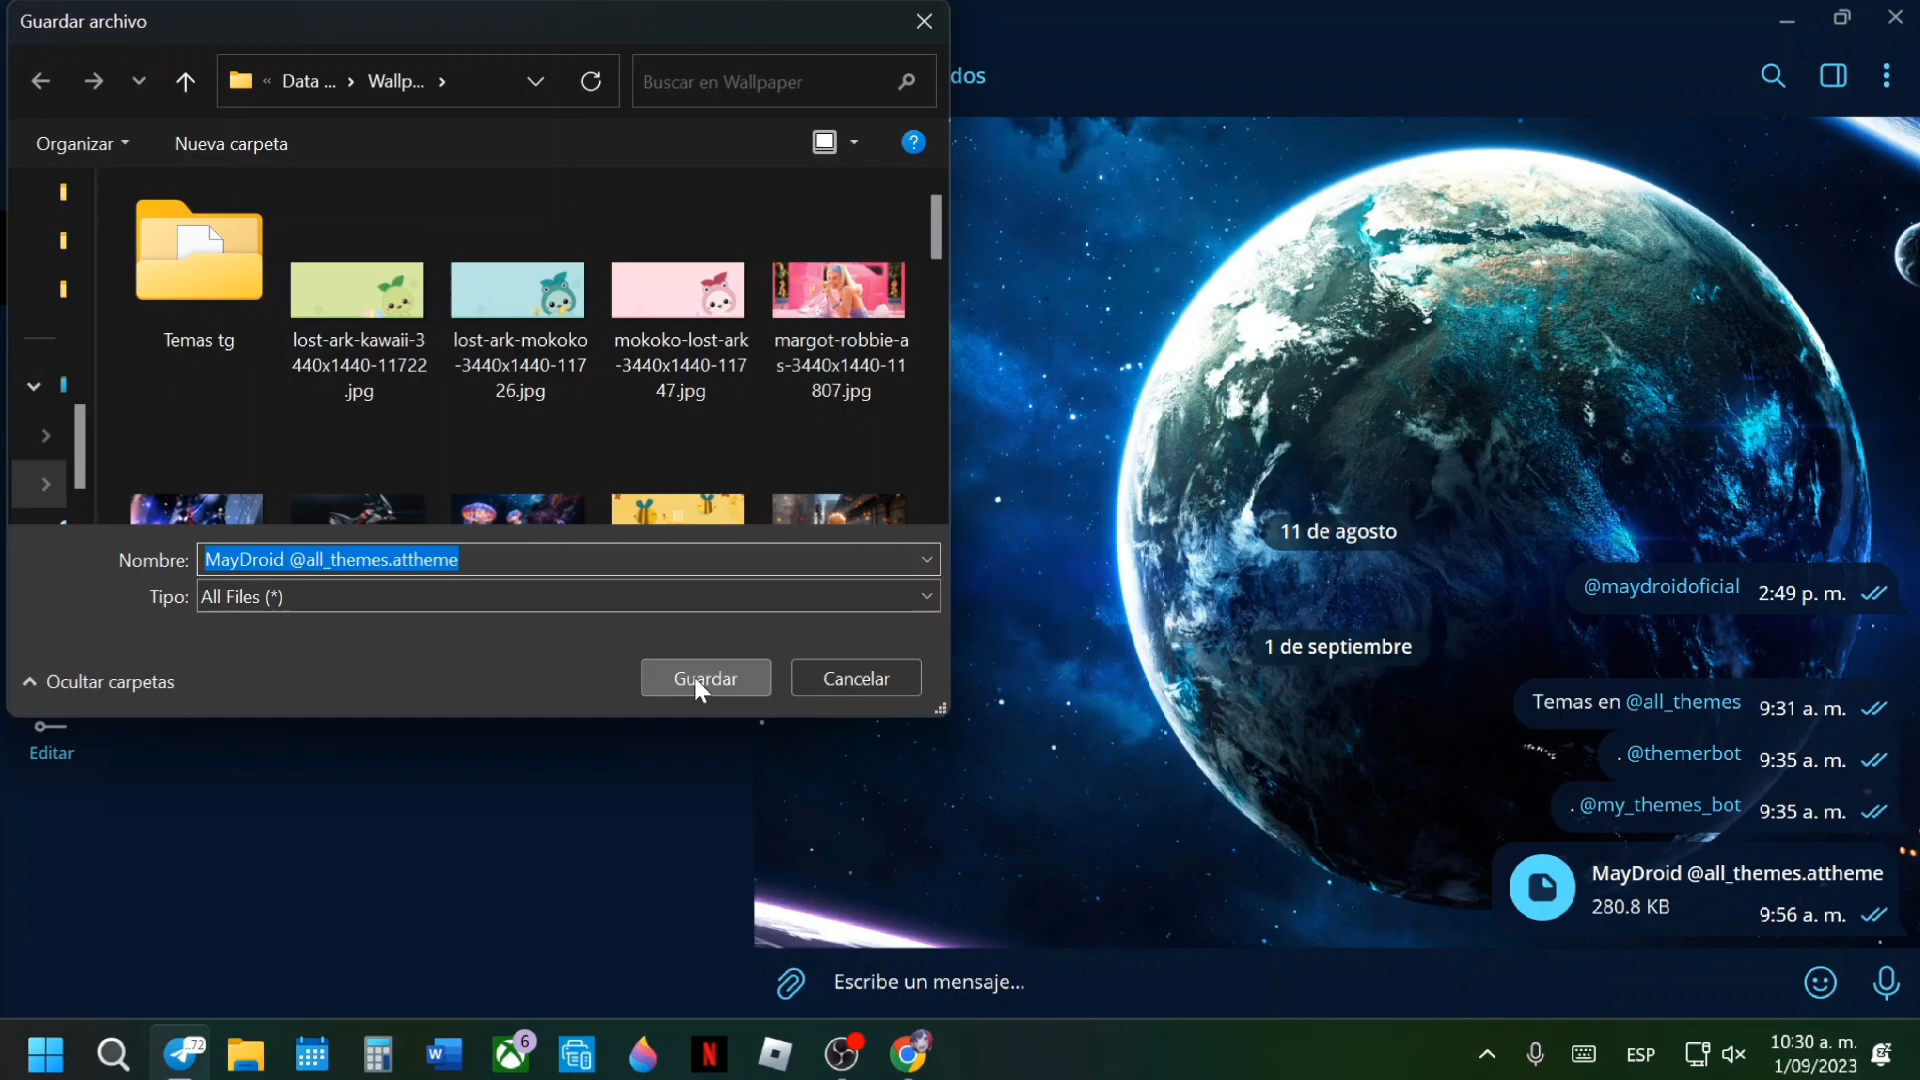 Guardar archivo
« Data ... › Wallp... ›
Buscar en Wallpaper
Organizar
Nueva carpeta
?
Temas tg
lost-ark-kawaii-3
440x1440-11722
.jpg
lost-ark-mokoko
-3440x1440-117
26.jpg
mokoko-lost-ark
-3440x1440-117
47.jpg
margot-robbie-a
s-3440x1440-11
807.jpg
Nombre: MayDroid @all_themes.attheme
Tipo: All Files (*)
Ocultar carpetas
Guardar
Cancelar
Editar
dos
11 de agosto
@maydroidoficial 2:49 p. m.
1 de septiembre
Temas en @all_themes 9:31 a. m.
. @themerbot 9:35 a. m.
. @my_themes_bot 9:35 a. m.
MayDroid @all_themes.attheme
280.8 KB
9:56 a. m.
Escribe un mensaje...
..72
W
6
N
ESP
10:30 a. m.
1/09/2023